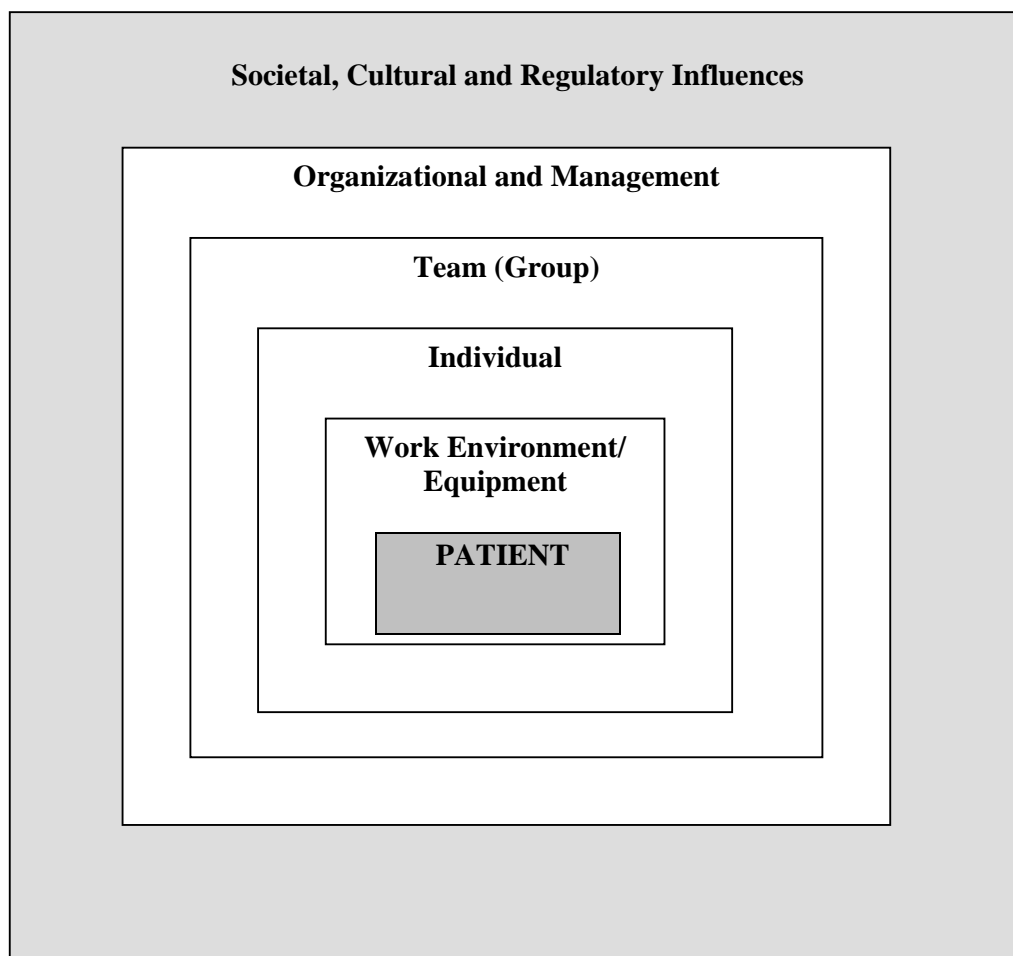 Societal, Cultural and Regulatory Influences
Organizational and Management
Team (Group)
Individual
Work Environment/
Equipment
PATIENT